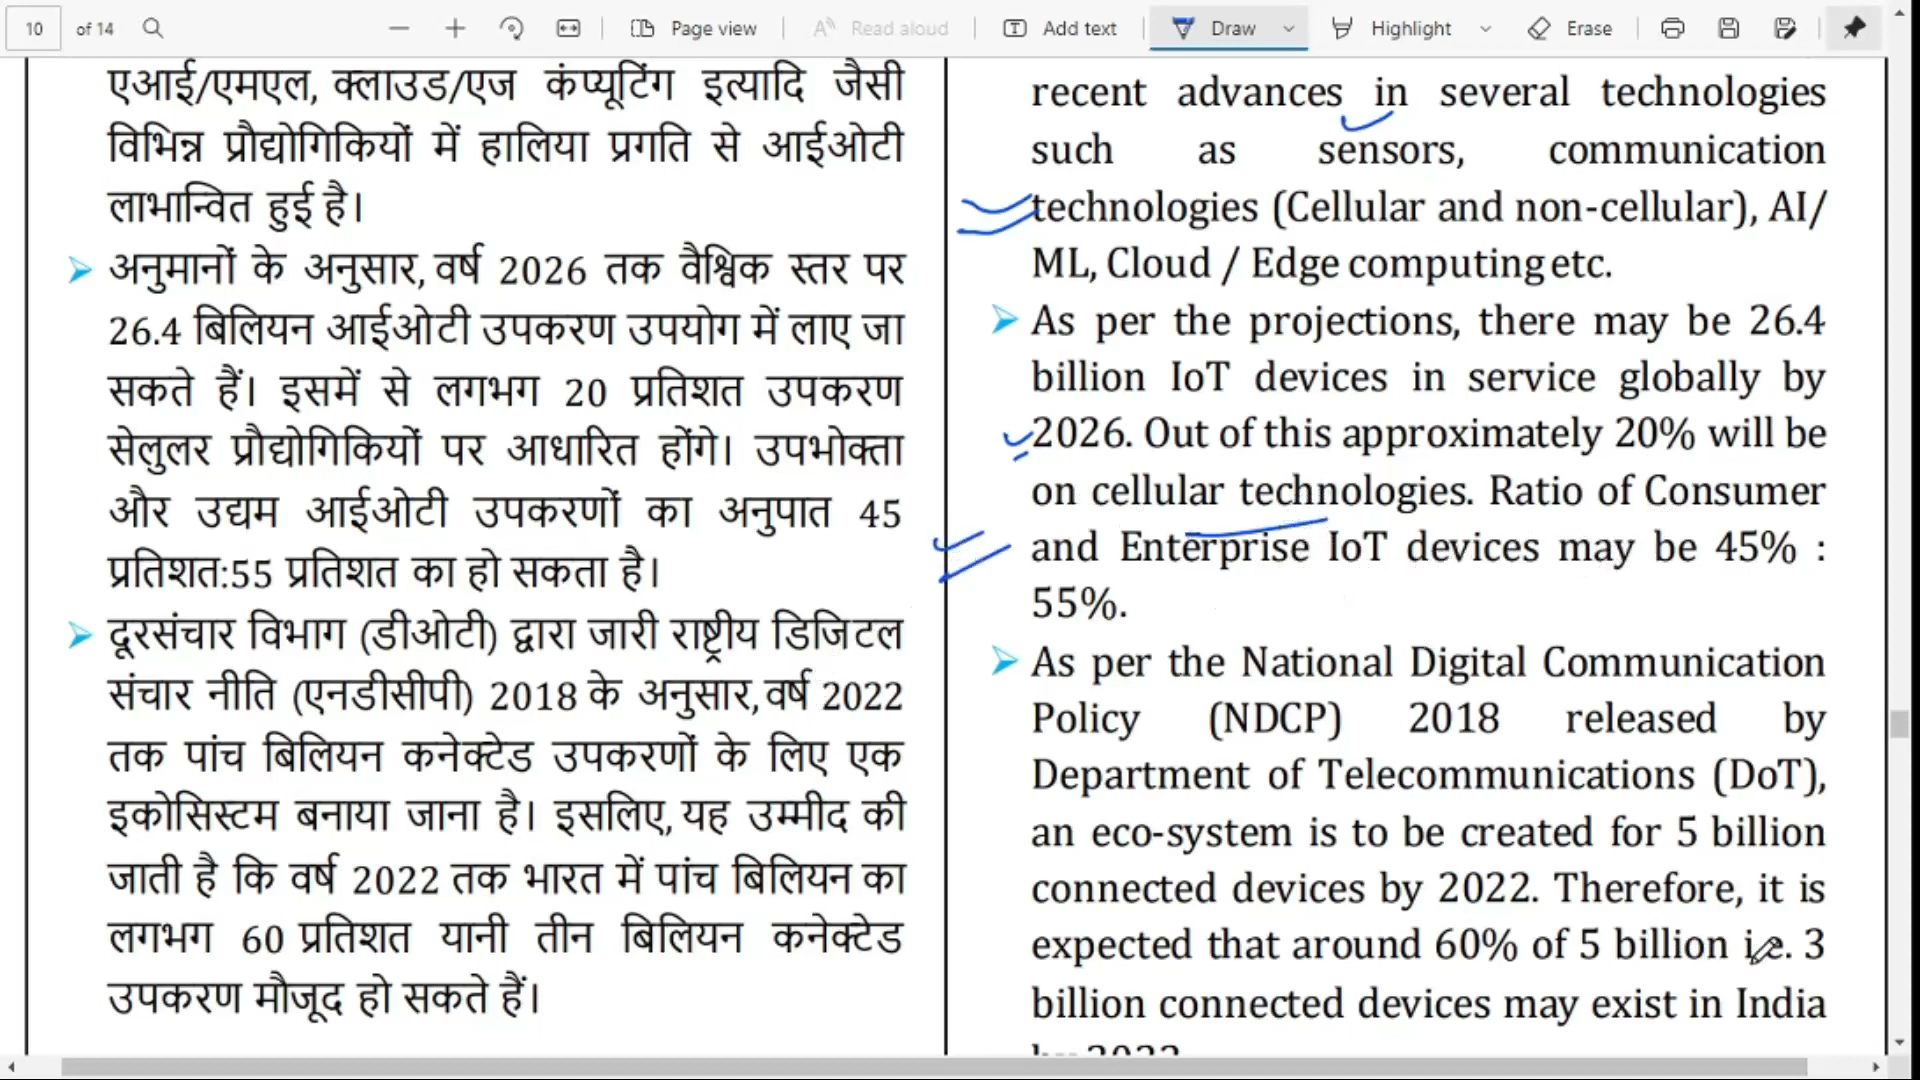 10 of 14 Page view Read aloud Add text Draw Highlight Erase
एआई/एमएल, क्लाउड/एज कंप्यूटिंग इत्यादि जैसी
विभिन्न प्रौद्योगिकियों में हालिया प्रगति से आईओटी
लाभान्वित हुई है।
अनुमानों के अनुसार, वर्ष 2026 तक वैश्विक स्तर पर
26.4 बिलियन आईओटी उपकरण उपयोग में लाए जा
सकते हैं। इसमें से लगभग 20 प्रतिशत उपकरण
सेलुलर प्रौद्योगिकियों पर आधारित होंगे। उपभोक्ता
और उद्यम आईओटी उपकरणों का अनुपात 45
प्रतिशत:55 प्रतिशत का हो सकता है।
दूरसंचार विभाग (डीओटी) द्वारा जारी राष्ट्रीय डिजिटल
संचार नीति (एनडीसीपी) 2018 के अनुसार, वर्ष 2022
तक पांच बिलियन कनेक्टेड उपकरणों के लिए एक
इकोसिस्टम बनाया जाना है। इसलिए, यह उम्मीद की
जाती है कि वर्ष 2022 तक भारत में पांच बिलियन का
लगभग 60 प्रतिशत यानी तीन बिलियन कनेक्टेड
उपकरण मौजूद हो सकते हैं।
recent advances in several technologies
such as sensors, communication
technologies (Cellular and non-cellular), AI/
ML, Cloud / Edge computing etc.
As per the projections, there may be 26.4
billion IoT devices in service globally by
2026. Out of this approximately 20% will be
on cellular technologies. Ratio of Consumer
and Enterprise IoT devices may be 45% :
55%.
As per the National Digital Communication
Policy (NDCP) 2018 released by
Department of Telecommunications (DoT),
an eco-system is to be created for 5 billion
connected devices by 2022. Therefore, it is
expected that around 60% of 5 billion i.e. 3
billion connected devices may exist in India
by 2022